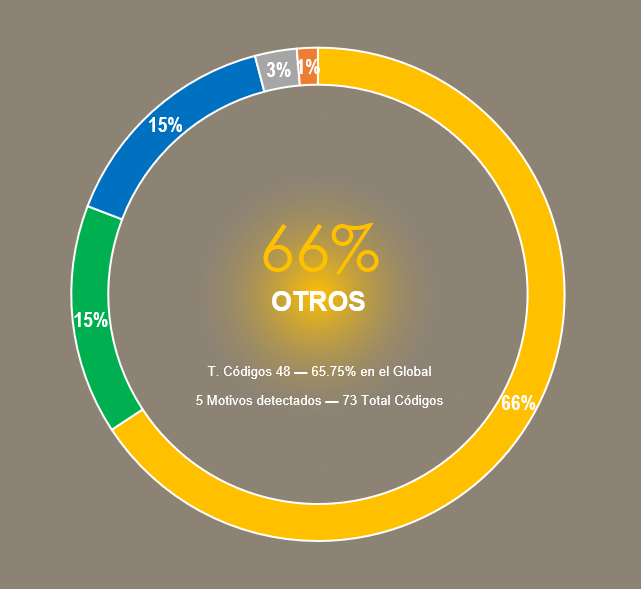 3%
1%
15%
66%
OTROS
15%
T. Códigos 48 — 65.75% en el Global
5 Motivos detectados — 73 Total Códigos
66%